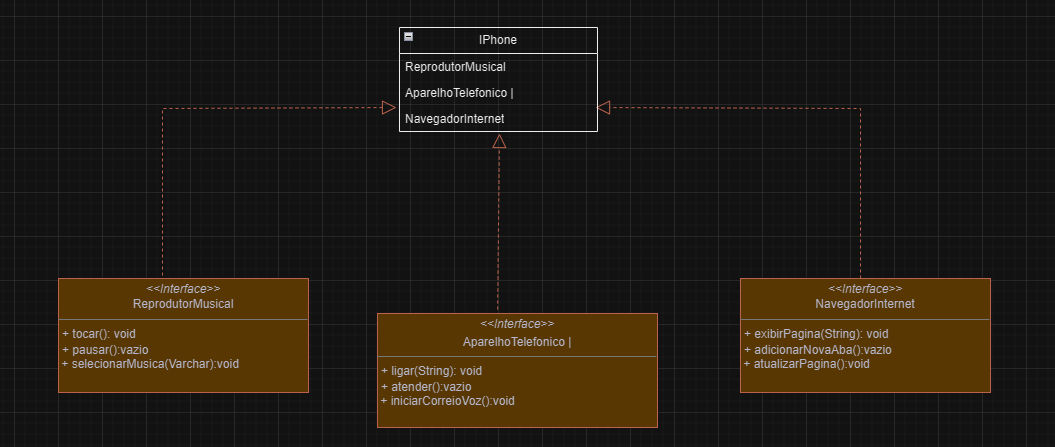 IPhone
ReprodutorMusical
AparelhoTelefonico |
NavegadorInternet
<<Interface>>
ReprodutorMusical
+ tocar(): void
+ pausar():vazio
+ selecionarMusica(Varchar):void
<<Interface>>
AparelhoTelefonico |
+ ligar(String): void
+ atender():vazio
+ iniciarCorreioVoz():void
<<Interface>>
NavegadorInternet
+ exibirPagina(String): void
+ adicionarNovaAba():vazio
+ atualizarPagina():void